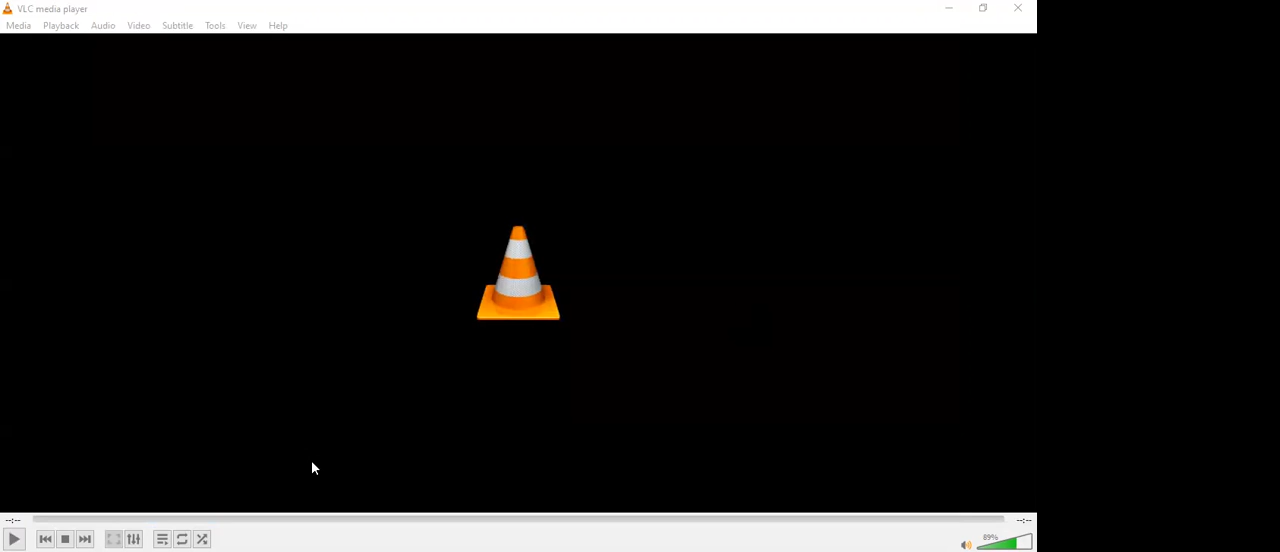 VLC media player
Media Playback Audio Video Subtitle Tools View Help
--:-- --:--
89%